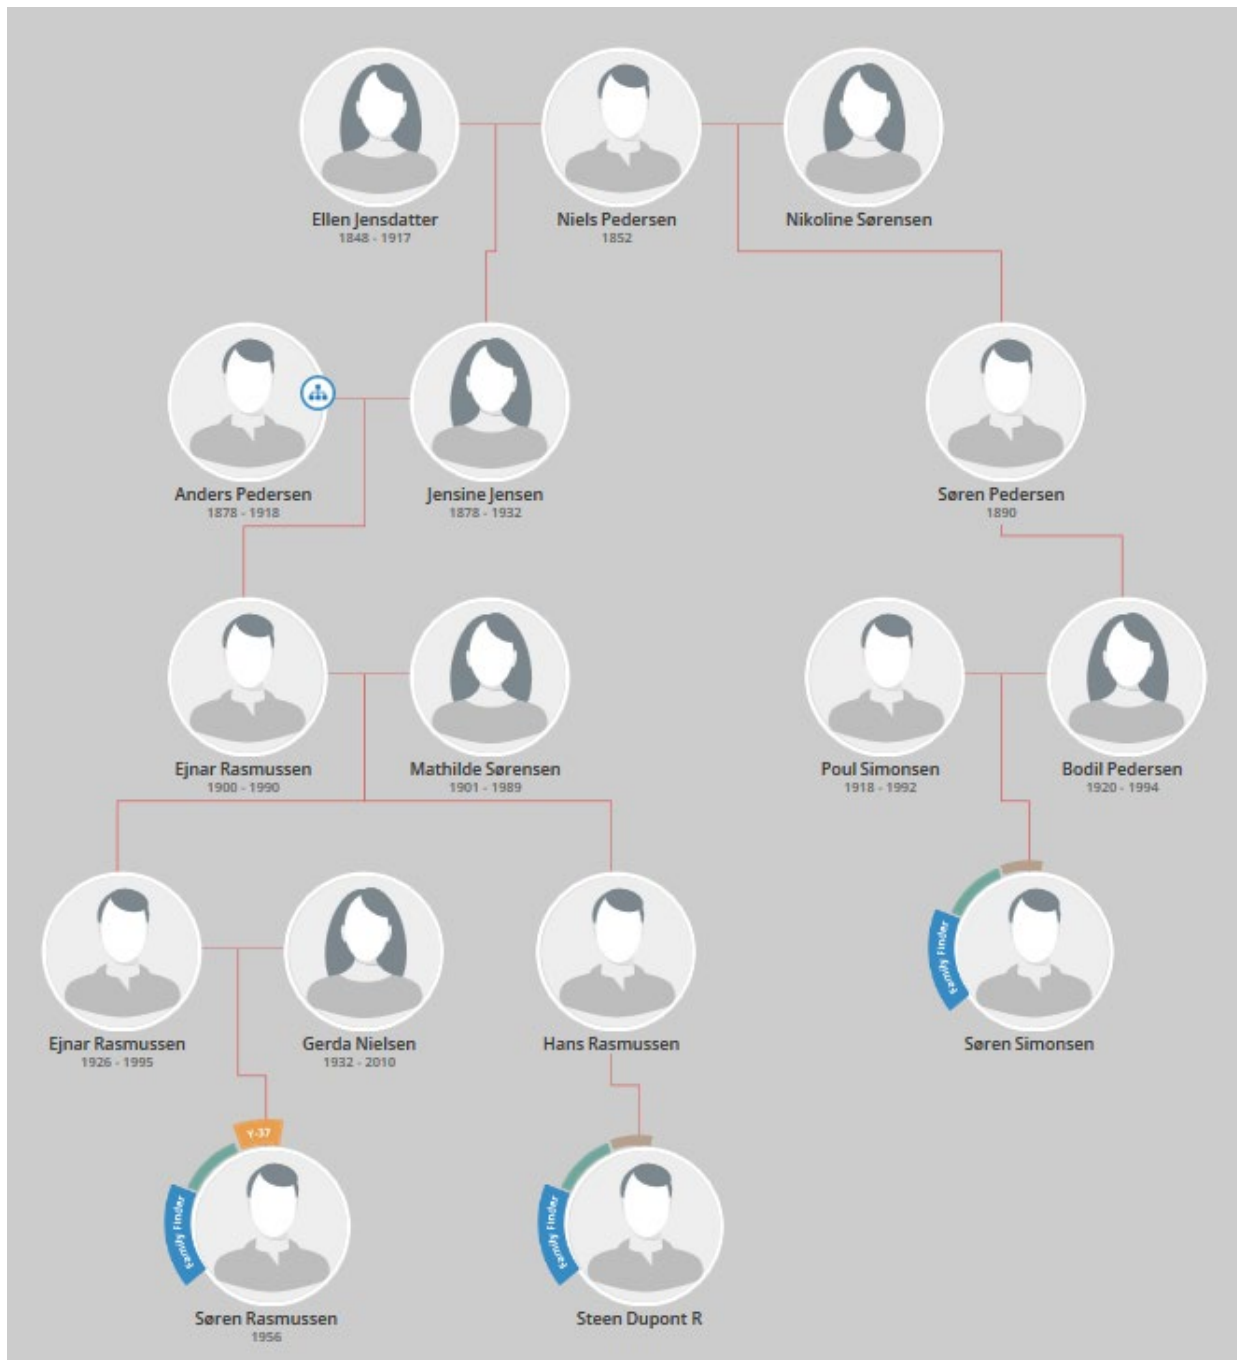 Ellen Jensdatter
1848 - 1917
Niels Pedersen
1852
Nikoline Sørensen
Anders Pedersen
1878 - 1918
Jensine Jensen
1878 - 1932
Søren Pedersen
1890
Ejnar Rasmussen
1900 - 1990
Mathilde Sørensen
1901 - 1989
Poul Simonsen
1918 - 1992
Bodil Pedersen
1920 - 1994
Ejnar Rasmussen
1926 - 1995
Gerda Nielsen
1932 - 2010
Hans Rasmussen
Family Finder
Søren Simonsen
Y-37
Family Finder
Søren Rasmussen
1956
Family Finder
Steen Dupont R